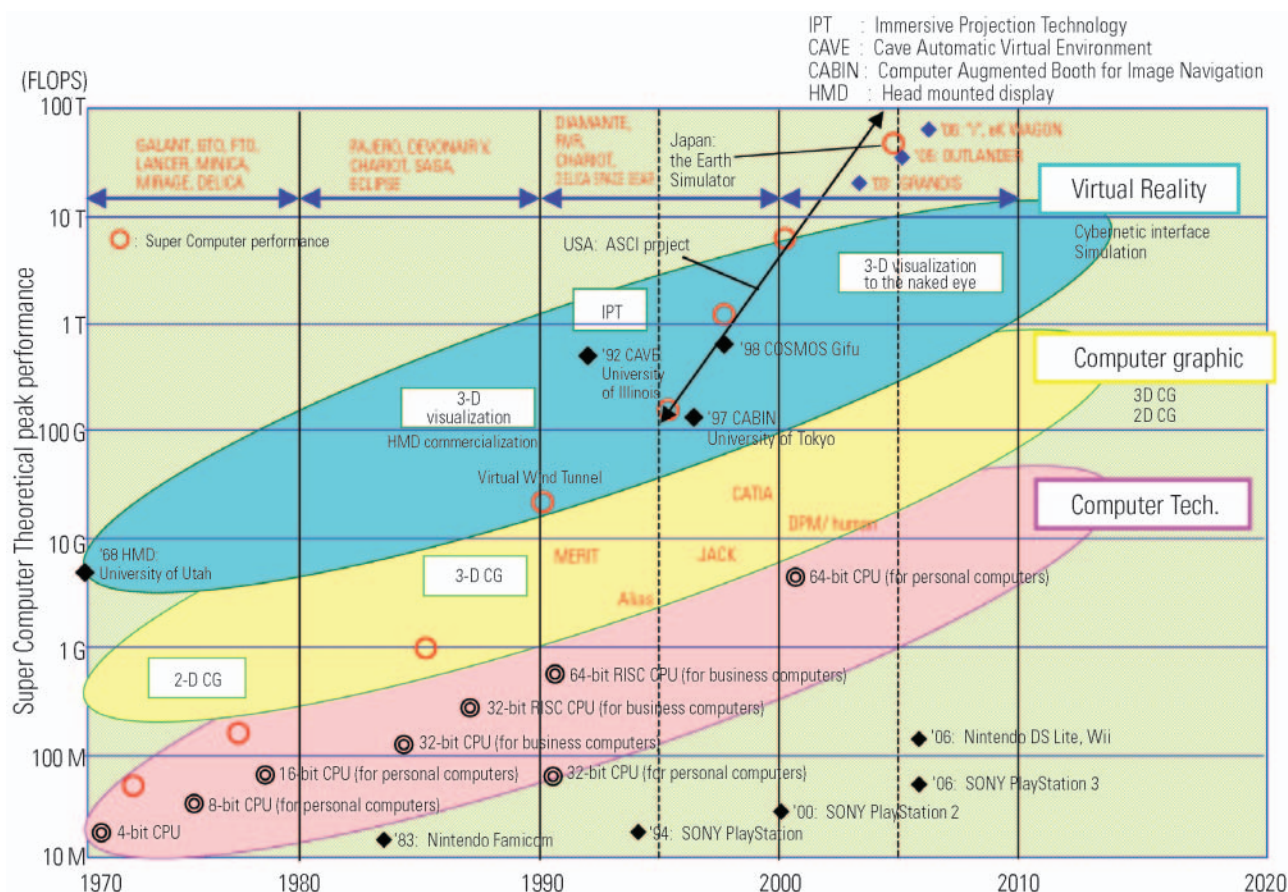 IPT : Immersive Projection Technology
CAVE : Cave Automatic Virtual Environment
CABIN : Computer Augmented Booth for Image Navigation
HMD : Head mounted display
(FLOPS)
100T
10 T
1 T
100 G
10 G
1 G
100 M
10 M
Super Computer Theoretical peak performance
GALANT, GTO, FTO,
LANCER, MINICA,
MIRAGE, DELICA
PAJERO, DEVONAIR V,
CHARIOT, SAGA,
ECLIPSE
DIAMANTE,
RVR,
CHARIOT,
DELICA SPACE GEAR
Japan:
the Earth
Simulator
'06: "i", eK WAGON
'05: OUTLANDER
'03: GRANDIS
Virtual Reality
Cybernetic interface
Simulation
: Super Computer performance
USA: ASCI project
3-D visualization
to the naked eye
IPT
'92 CAVE
University
of Illinois
'98 COSMOS Gifu
3-D
visualization
HMD commercialization
'97 CABIN
University of Tokyo
Computer graphic
3D CG
2D CG
Virtual Wind Tunnel
CATIA
DPM/ human
Computer Tech.
'68 HMD:
University of Utah
3-D CG
MERIT
JACK
Alias
64-bit CPU (for personal computers)
2-D CG
64-bit RISC CPU (for business computers)
32-bit RISC CPU (for business computers)
32-bit CPU (for business computers)
16-bit CPU (for personal computers)
32-bit CPU (for personal computers)
8-bit CPU (for personal computers)
4-bit CPU
'06: Nintendo DS Lite, Wii
'06: SONY PlayStation 3
'00: SONY PlayStation 2
'94: SONY PlayStation
'83: Nintendo Famicom
1970
1980
1990
2000
2010
2020